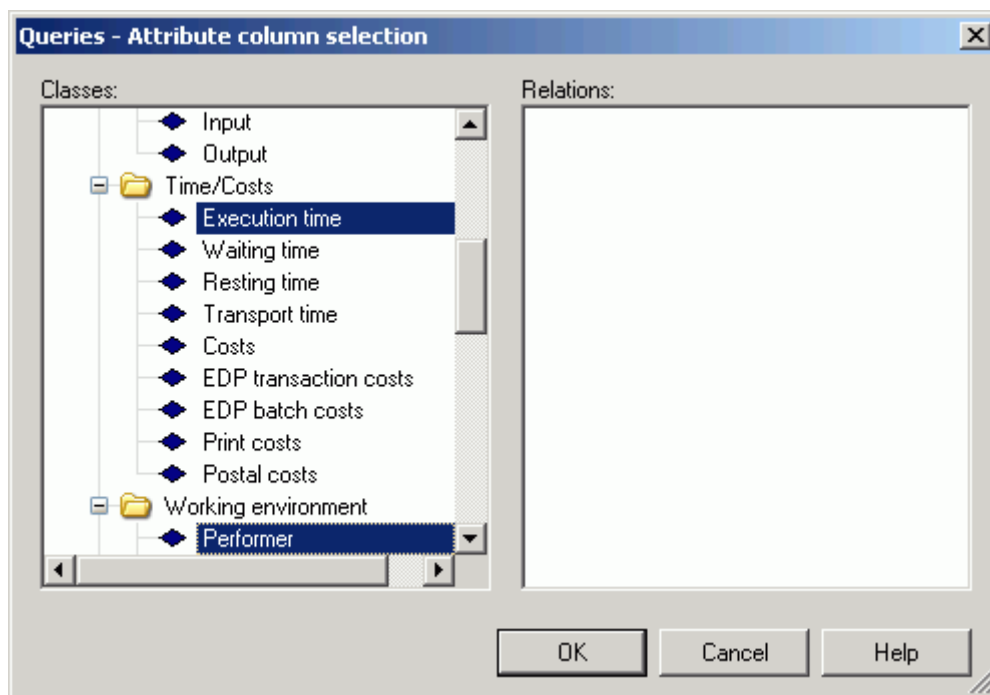 Queries - Attribute column selection
Classes:
Relations:
Input
Output
Time/Costs
Execution time
Waiting time
Resting time
Transport time
Costs
EDP transaction costs
EDP batch costs
Print costs
Postal costs
Working environment
Performer
OK
Cancel
Help